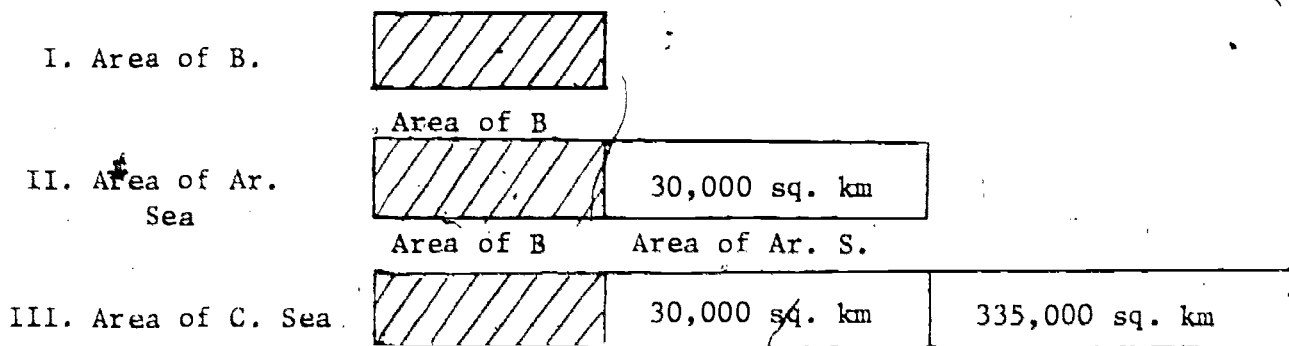 I. Area of B.
Area of B
II. Area of Ar. Sea
30,000 sq. km
Area of B Area of Ar. S.
III. Area of C. Sea 30,000 sq. km 335,000 sq. km